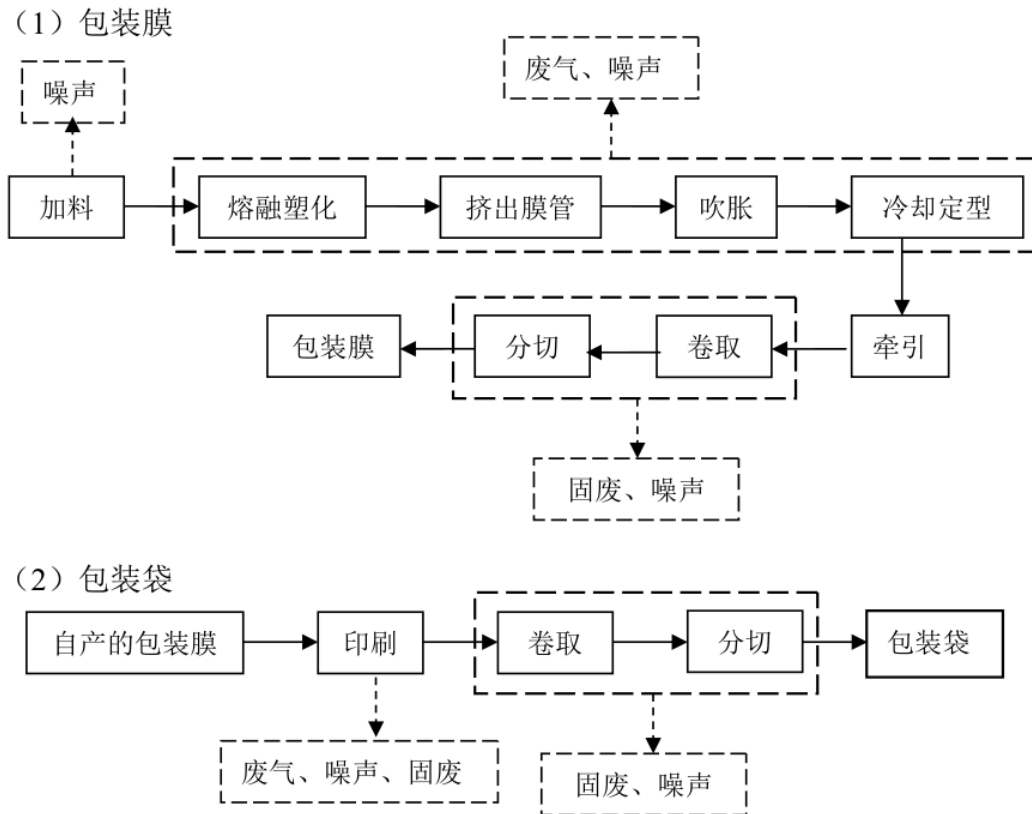 （1）包装膜
噪声
废气、噪声
加料
熔融塑化
挤出膜管
吹胀
冷却定型
包装膜
分切
卷取
牵引
固废、噪声
（2）包装袋
自产的包装膜
印刷
卷取
分切
包装袋
废气、噪声、固废
固废、噪声